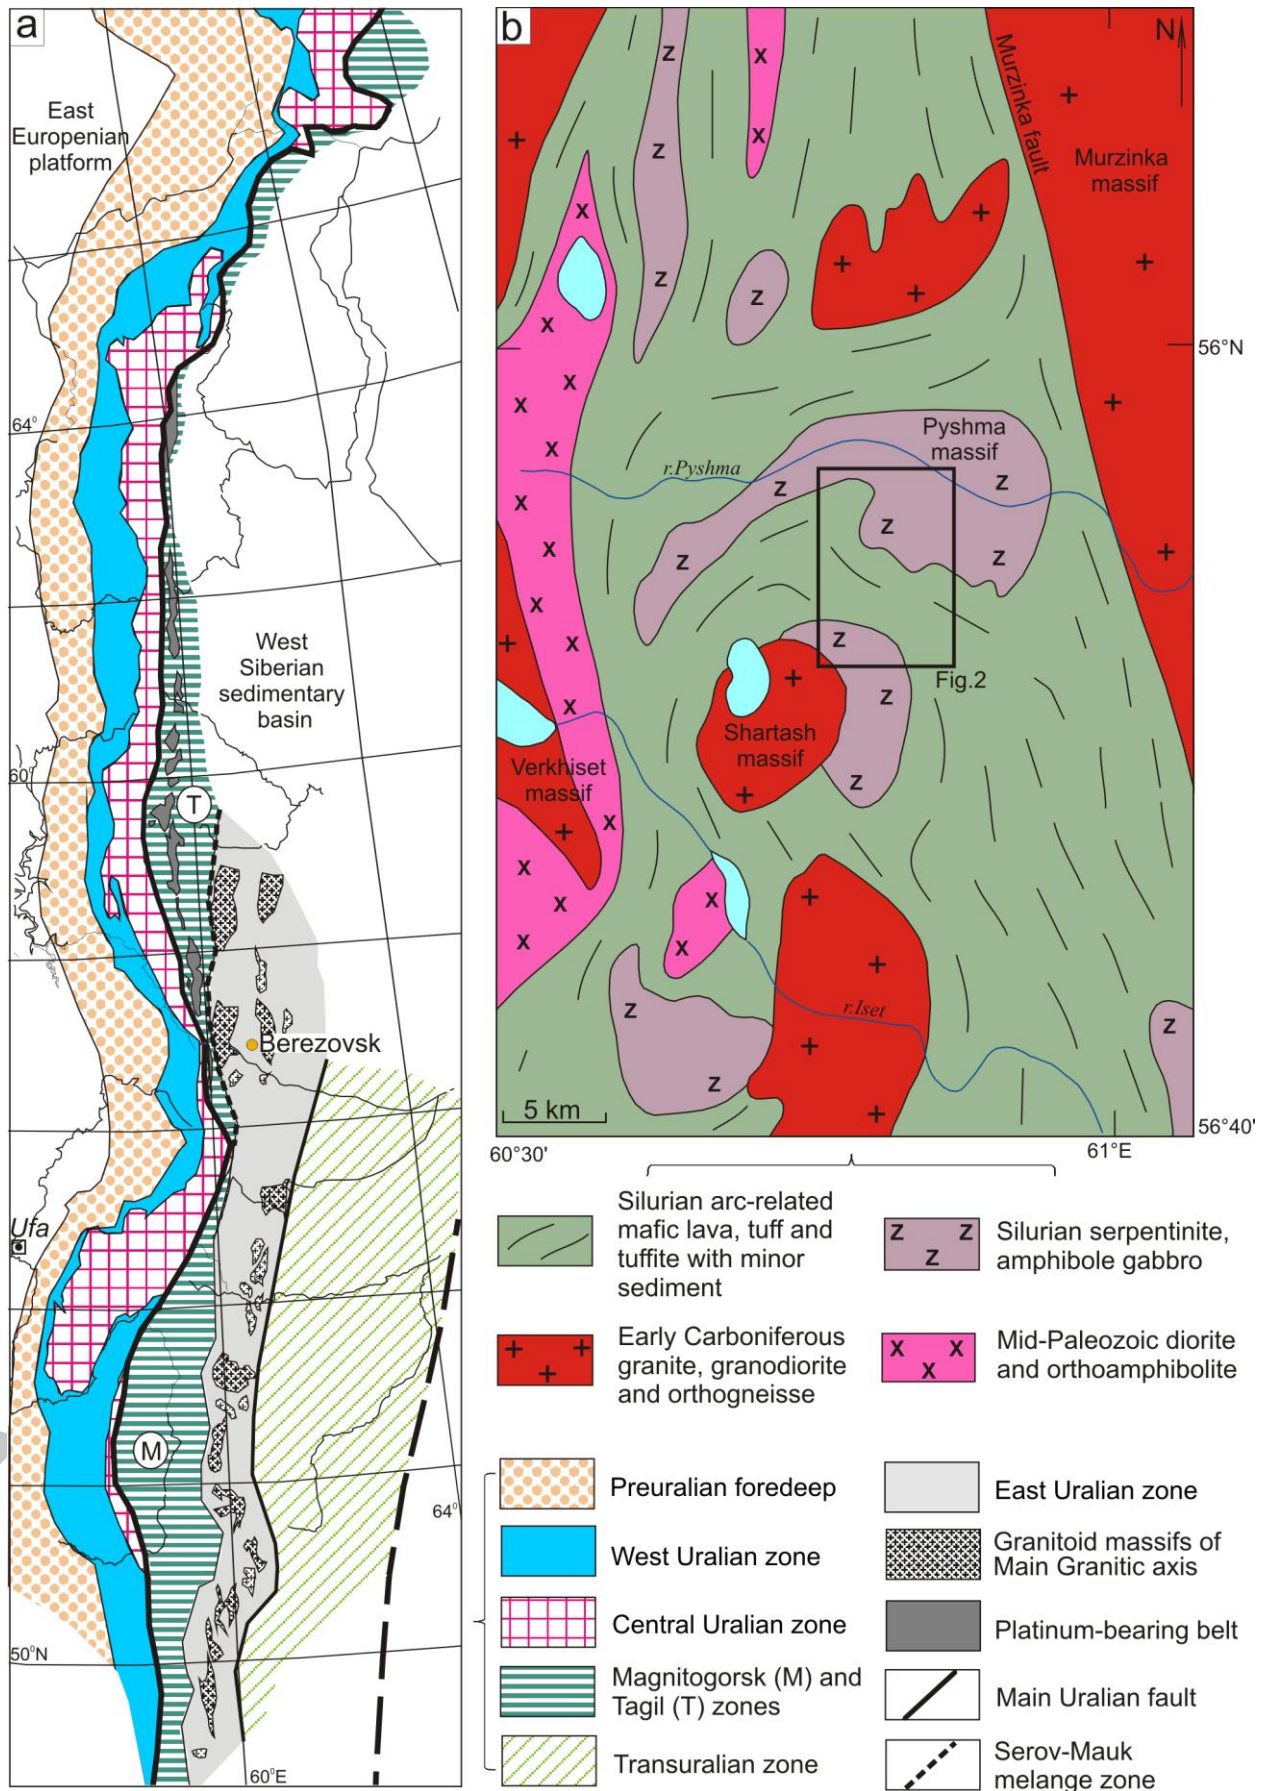 a
East
Europenian
platform
64°
West
Siberian
sedimentary
basin
60°
T
Berezovsk
Ufa
M
64°
50°N
60°E
b
N
Murzinka fault
Murzinka
massif
56°N
Pyshma
massif
r.Pyshma
Fig.2
Shartash
massif
Verkhiset
massif
r.Iset
5 km
56°40'
60°30'
61°E
Silurian arc-related
mafic lava, tuff and
tuffite with minor
sediment
Silurian serpentinite,
amphibole gabbro
Early Carboniferous
granite, granodiorite
and orthogneisse
Mid-Paleozoic diorite
and orthoamphibolite
Preuralian foredeep
West Uralian zone
Central Uralian zone
Magnitogorsk (M) and
Tagil (T) zones
Transuralian zone
East Uralian zone
Granitoid massifs of
Main Granitic axis
Platinum-bearing belt
Main Uralian fault
Serov-Mauk
melange zone